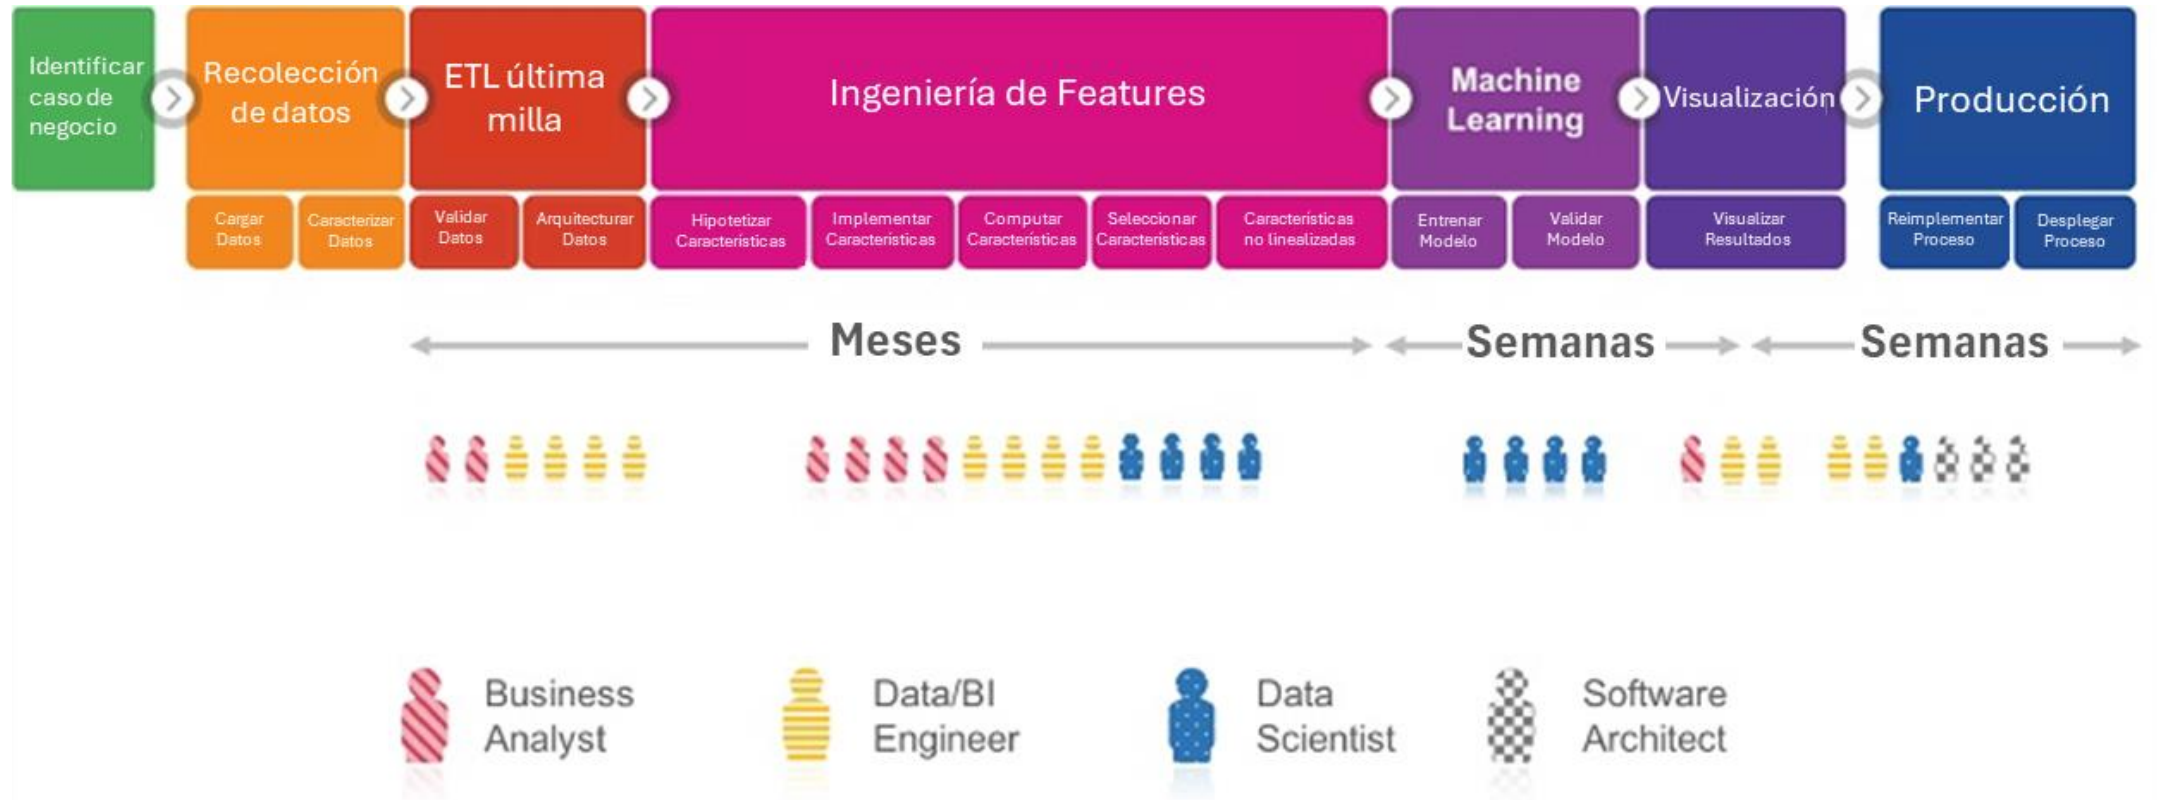 Identificar
caso de
negocio
Recolección
de datos
ETL última
milla
Ingeniería de Features
Machine
Learning
Visualización
Producción
Cargar
Datos
Caracterizar
Datos
Validar
Datos
Arquitecturar
Datos
Hipotetizar
Características
Implementar
Características
Computar
Características
Seleccionar
Características
Características
no linealizadas
Entrenar
Modelo
Validar
Modelo
Visualizar
Resultados
Reimplementar
Proceso
Desplegar
Proceso
Meses
Semanas
Semanas
Business
Analyst
Data/BI
Engineer
Data
Scientist
Software
Architect